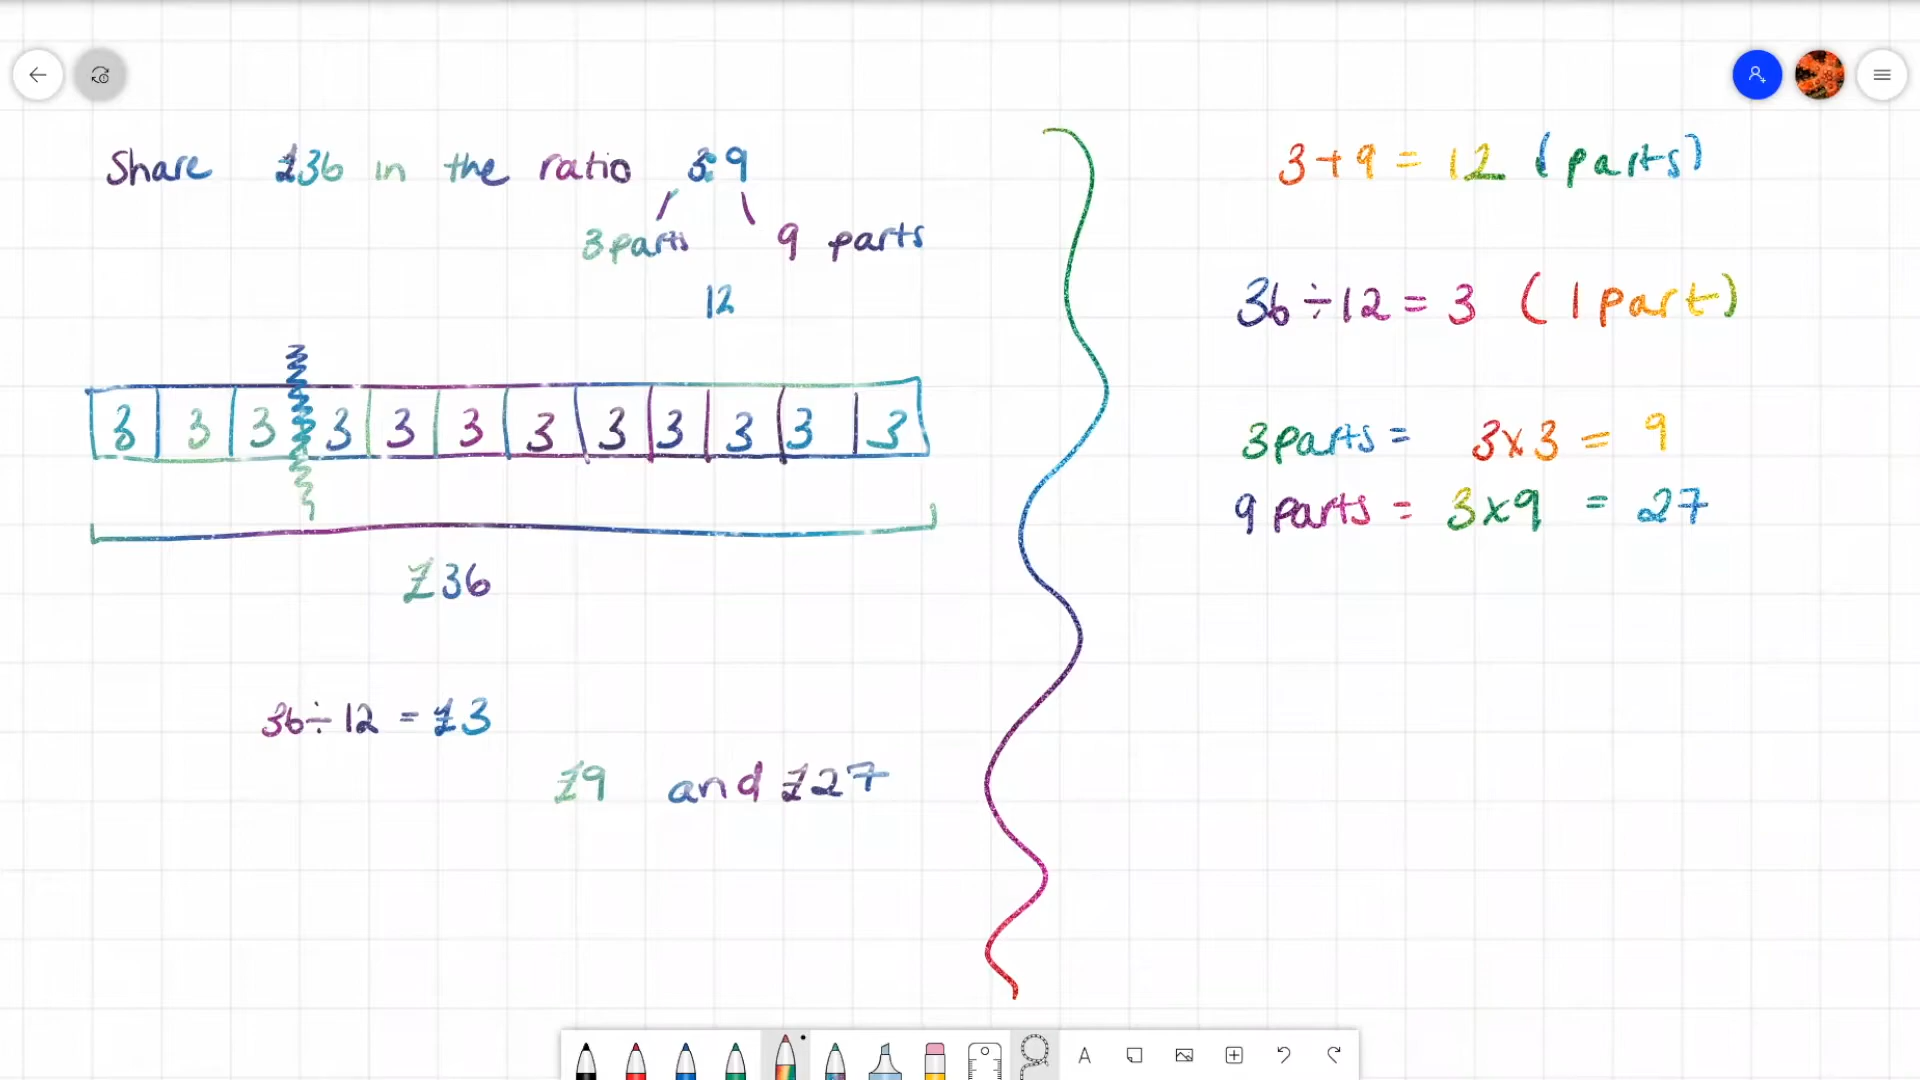 Share £36 in the ratio 3:9
3 parts 9 parts
12
3 3 3 3 3 3 3 3 3 3 3 3
£36
36÷12 = £3
£9 and £27
3+9 = 12 (parts)
36÷12 = 3 (1 part)
3 parts = 3x3 = 9
9 parts = 3x9 = 27
A